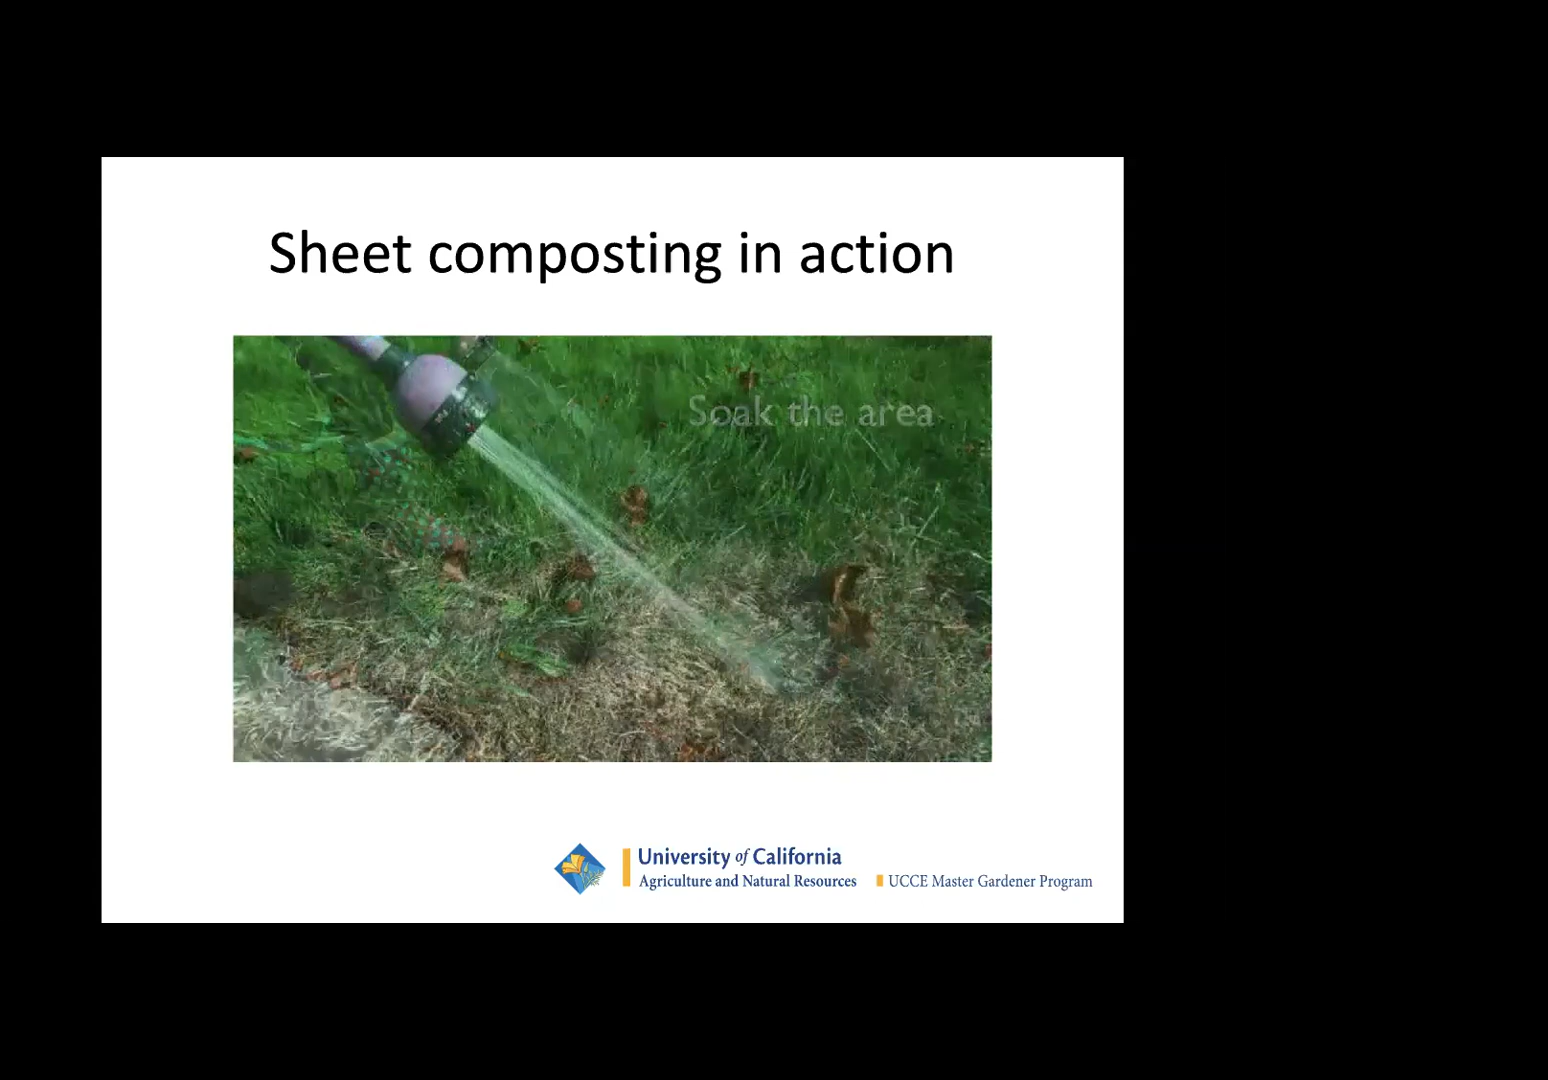 Sheet composting in action
Soak the area
University of California
Agriculture and Natural Resources
UCCE Master Gardener Program